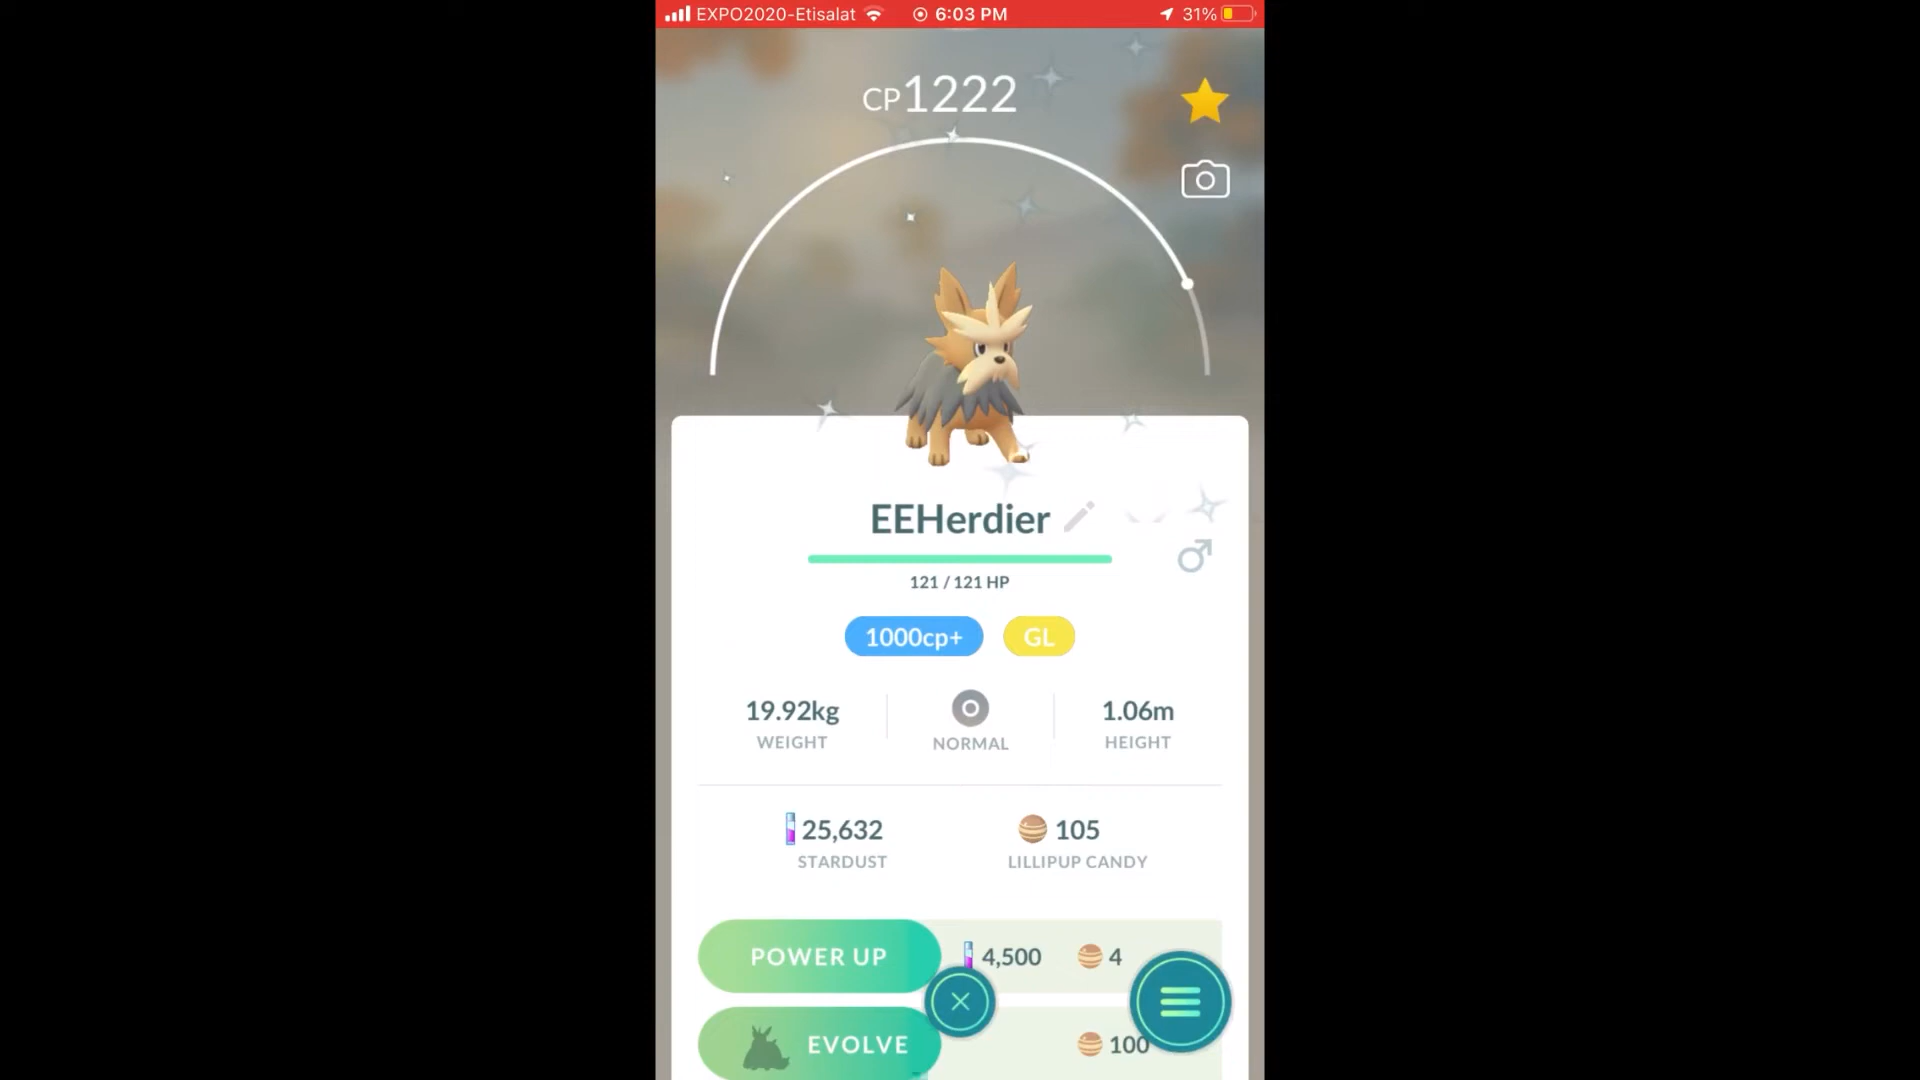 EXPO2020-Etisalat 6:03 PM 31%
CP1222
EEHerdier
121 / 121 HP
1000cp+ GL
19.92kg 1.06m
WEIGHT NORMAL HEIGHT
25,632 105
STARDUST LILLIPUP CANDY
POWER UP 4,500 4
EVOLVE 100